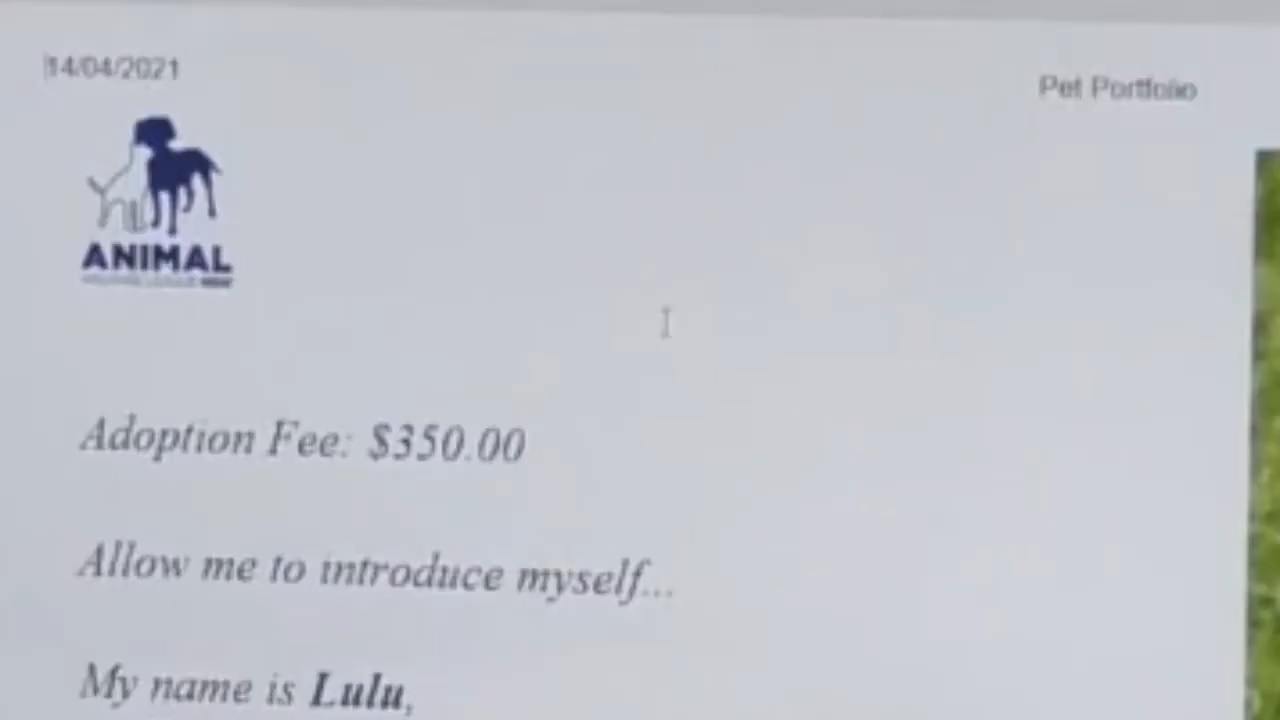 14/04/2021
Pet Portfolio
ANIMAL
Adoption Fee: $350.00
Allow me to introduce myself...
My name is Lulu,